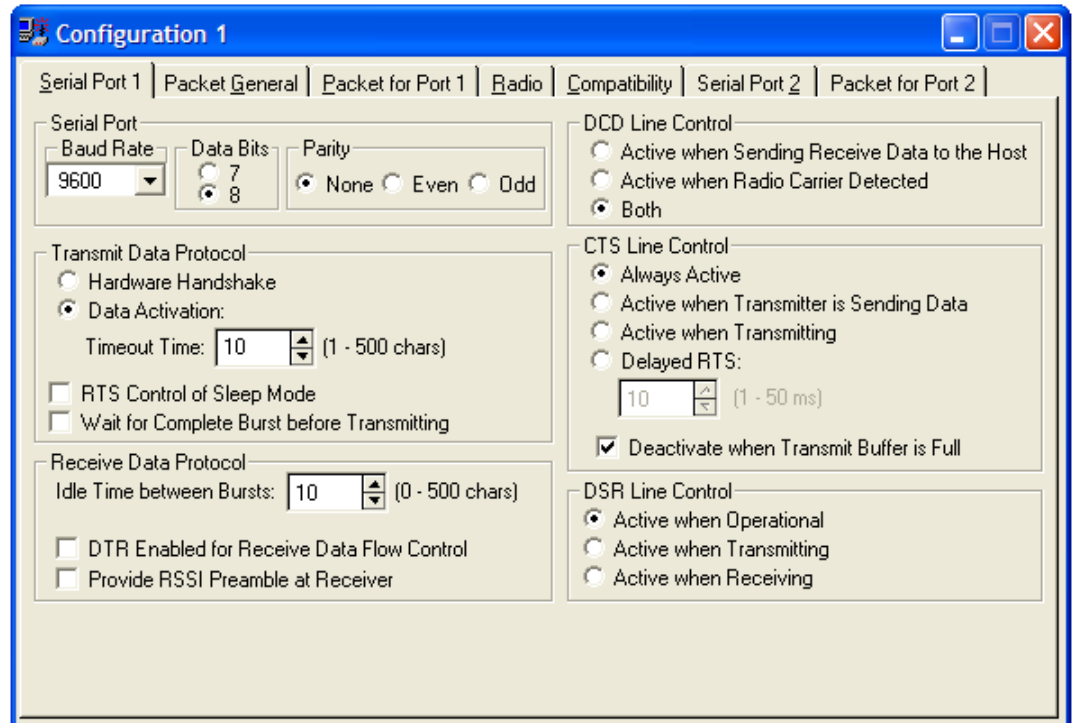 Configuration 1
Serial Port 1
Packet General
Packet for Port 1
Radio
Compatibility
Serial Port 2
Packet for Port 2
Serial Port
Baud Rate
9600
Data Bits
7
8
Parity
None
Even
Odd
Transmit Data Protocol
Hardware Handshake
Data Activation:
Timeout Time: 10 (1 - 500 chars)
RTS Control of Sleep Mode
Wait for Complete Burst before Transmitting
Receive Data Protocol
Idle Time between Bursts: 10 (0 - 500 chars)
DTR Enabled for Receive Data Flow Control
Provide RSSI Preamble at Receiver
DCD Line Control
Active when Sending Receive Data to the Host
Active when Radio Carrier Detected
Both
CTS Line Control
Always Active
Active when Transmitter is Sending Data
Active when Transmitting
Delayed RTS:
10 (1 - 50 ms)
Deactivate when Transmit Buffer is Full
DSR Line Control
Active when Operational
Active when Transmitting
Active when Receiving